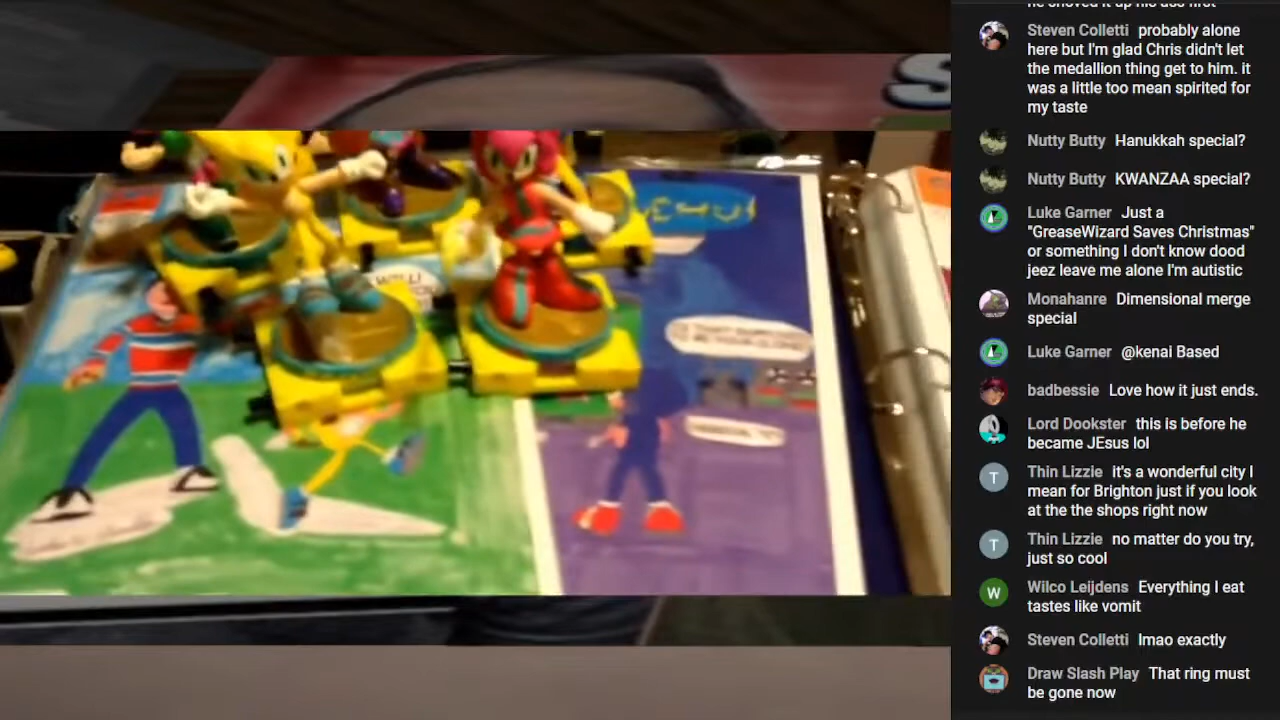 S
I WILL!
Steven Colletti probably alone
here but I'm glad Chris didn't let
the medallion thing get to him. it
was a little too mean spirited for
my taste
Nutty Butty Hanukkah special?
Nutty Butty KWANZAA special?
Luke Garner Just a
"GreaseWizard Saves Christmas"
or something I don't know dood
jeez leave me alone I'm autistic
Monahanre Dimensional merge
special
Luke Garner @kenai Based
badbessie Love how it just ends.
Lord Dookster this is before he
became JEsus lol
T
Thin Lizzie it's a wonderful city I
mean for Brighton just if you look
at the the shops right now
T
Thin Lizzie no matter do you try,
just so cool
W
Wilco Leijdens Everything I eat
tastes like vomit
Steven Colletti lmao exactly
Draw Slash Play That ring must
be gone now